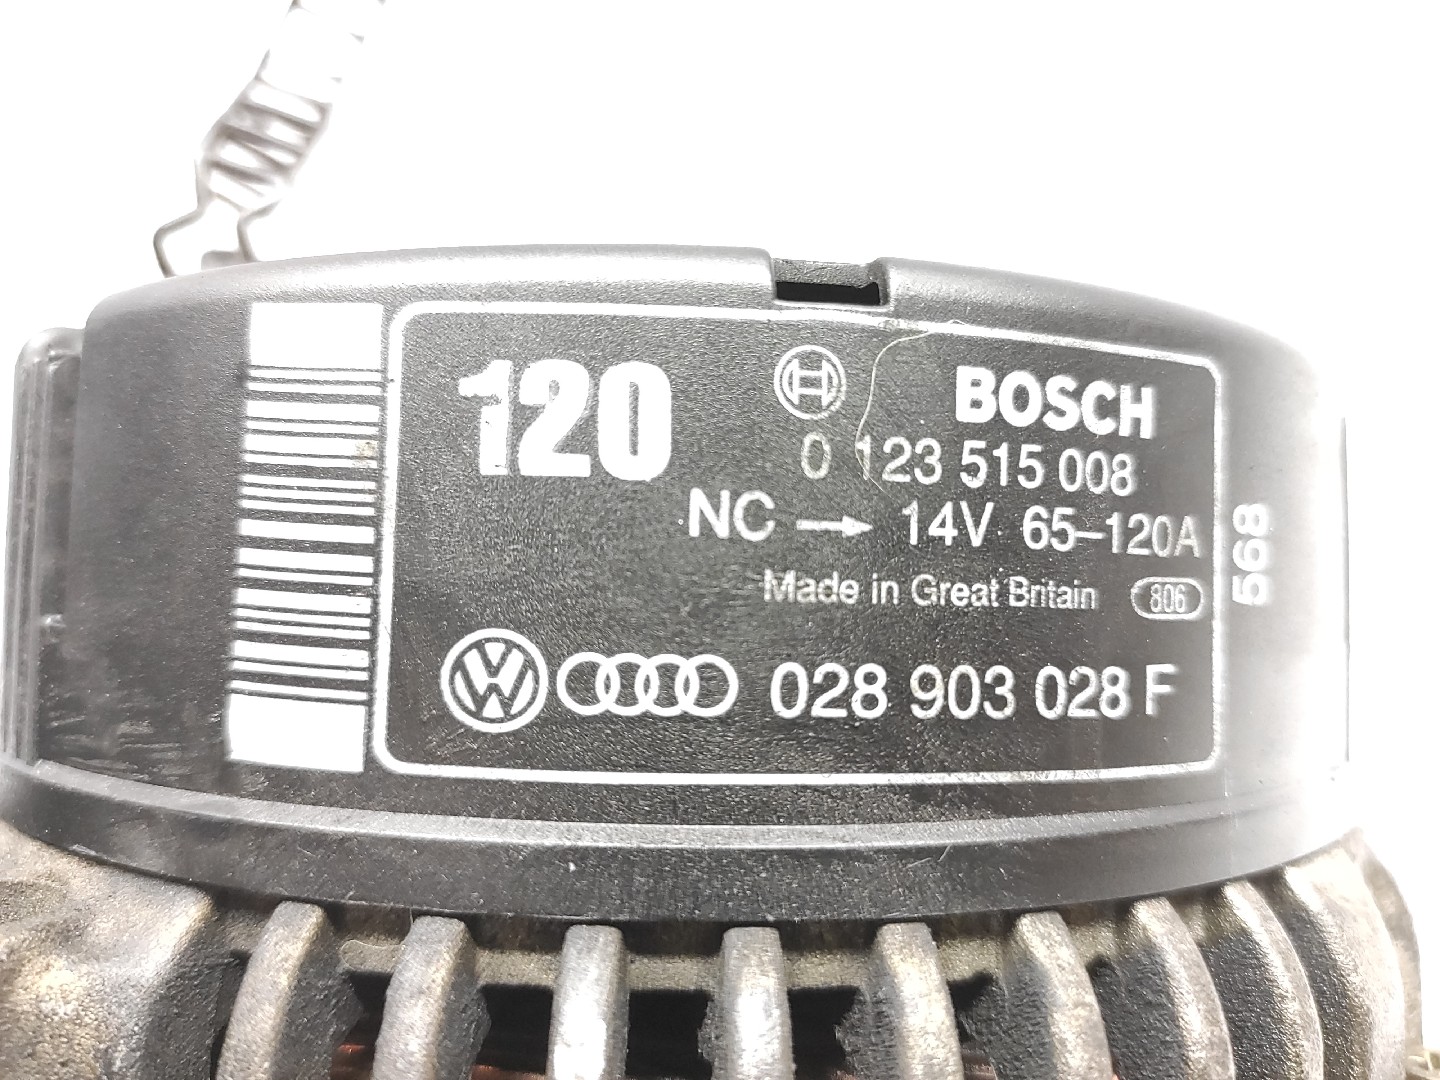 120
BOSCH
0 123 515 008
NC → 14V 65–120A
Made in Great Britain 806
028 903 028 F
568